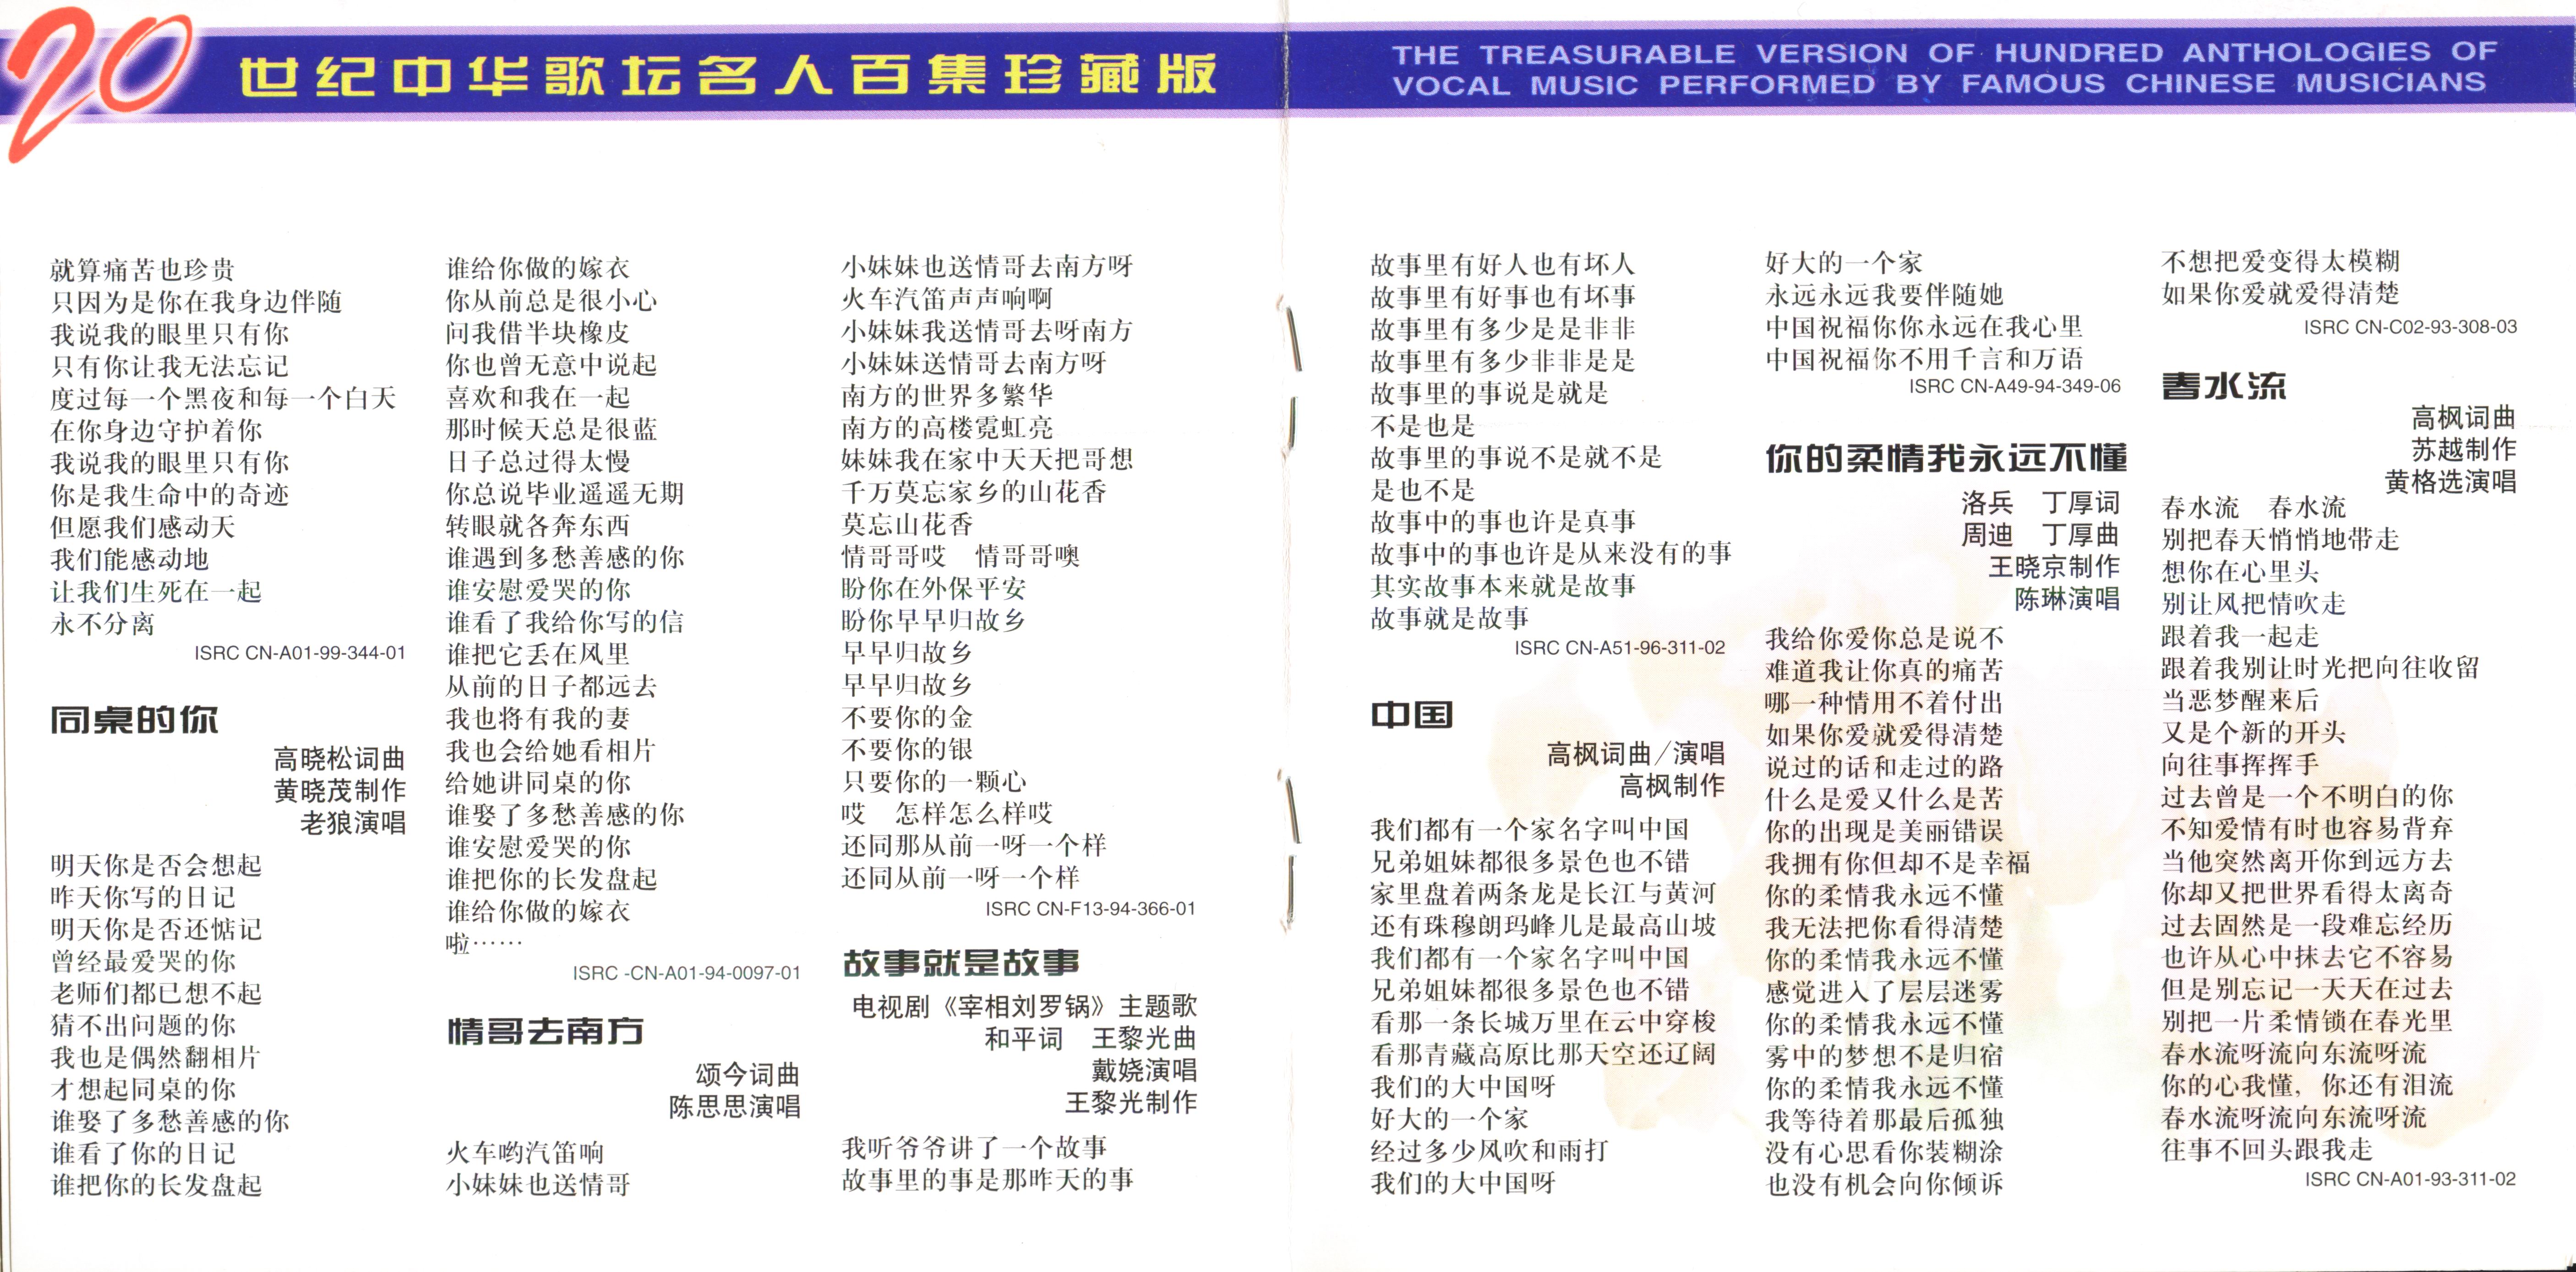 20
世纪中华歌坛名人百集珍藏版
THE TREASURABLE VERSION OF HUNDRED ANTHOLOGIES OF
VOCAL MUSIC PERFORMED BY FAMOUS CHINESE MUSICIANS
就算痛苦也珍贵
只因为是你在我身边伴随
我说我的眼里只有你
只有你让我无法忘记
度过每一个黑夜和每一个白天
在你身边守护着你
我说我的眼里只有你
你是我生命中的奇迹
但愿我们感动天
我们能感动地
让我们生死在一起
永不分离
ISRC CN-A01-99-344-01
同桌的你
高晓松词曲
黄晓茂制作
老狼演唱
明天你是否会想起
昨天你写的日记
明天你是否还惦记
曾经最爱哭的你
老师们都已想不起
猜不出问题的你
我也是偶然翻相片
才想起同桌的你
谁娶了多愁善感的你
谁看了你的日记
谁把你的长发盘起
谁给你做的嫁衣
你从前总是很小心
问我借半块橡皮
你也曾无意中说起
喜欢和我在一起
那时候天总是很蓝
日子总过得太慢
你总说毕业遥遥无期
转眼就各奔东西
谁遇到多愁善感的你
谁安慰爱哭的你
谁看了我给你写的信
谁把它丢在风里
从前的日子都远去
我也将有我的妻
我也会给她看相片
给她讲同桌的你
谁娶了多愁善感的你
谁安慰爱哭的你
谁把你的长发盘起
谁给你做的嫁衣
啦……
ISRC -CN-A01-94-0097-01
情哥去南方
颂今词曲
陈思思演唱
火车哟汽笛响
小妹妹也送情哥
小妹妹也送情哥去南方呀
火车汽笛声声响啊
小妹妹我送情哥去呀南方
小妹妹送情哥去南方呀
南方的世界多繁华
南方的高楼霓虹亮
妹妹我在家中天天把哥想
千万莫忘家乡的山花香
莫忘山花香
情哥哥哎　情哥哥噢
盼你在外保平安
盼你早早归故乡
早早归故乡
早早归故乡
不要你的金
不要你的银
只要你的一颗心
哎　怎样怎么样哎
还同那从前一呀一个样
还同从前一呀一个样
ISRC CN-F13-94-366-01
故事就是故事
电视剧《宰相刘罗锅》主题歌
和平词　王黎光曲
戴娆演唱
王黎光制作
我听爷爷讲了一个故事
故事里的事是那昨天的事
故事里有好人也有坏人
故事里有好事也有坏事
故事里有多少是是非非
故事里有多少非非是是
故事里的事说是就是
不是也是
故事里的事说不是就不是
是也不是
故事中的事也许是真事
故事中的事也许是从来没有的事
其实故事本来就是故事
故事就是故事
ISRC CN-A51-96-311-02
中国
高枫词曲/演唱
高枫制作
我们都有一个家名字叫中国
兄弟姐妹都很多景色也不错
家里盘着两条龙是长江与黄河
还有珠穆朗玛峰儿是最高山坡
我们都有一个家名字叫中国
兄弟姐妹都很多景色也不错
看那一条长城万里在云中穿梭
看那青藏高原比那天空还辽阔
我们的大中国呀
好大的一个家
经过多少风吹和雨打
我们的大中国呀
好大的一个家
永远永远我要伴随她
中国祝福你你永远在我心里
中国祝福你不用千言和万语
ISRC CN-A49-94-349-06
你的柔情我永远不懂
洛兵　丁厚词
周迪　丁厚曲
王晓京制作
陈琳演唱
我给你爱你总是说不
难道我让你真的痛苦
哪一种情用不着付出
如果你爱就爱得清楚
说过的话和走过的路
什么是爱又什么是苦
你的出现是美丽错误
我拥有你但却不是幸福
你的柔情我永远不懂
我无法把你看得清楚
你的柔情我永远不懂
感觉进入了层层迷雾
你的柔情我永远不懂
雾中的梦想不是归宿
你的柔情我永远不懂
我等待着那最后孤独
没有心思看你装糊涂
也没有机会向你倾诉
不想把爱变得太模糊
如果你爱就爱得清楚
ISRC CN-C02-93-308-03
春水流
高枫词曲
苏越制作
黄格选演唱
春水流　春水流
别把春天悄悄地带走
想你在心里头
别让风把情吹走
跟着我一起走
跟着我别让时光把向往收留
当恶梦醒来后
又是个新的开头
向往事挥挥手
过去曾是一个不明白的你
不知爱情有时也容易背弃
当他突然离开你到远方去
你却又把世界看得太离奇
过去固然是一段难忘经历
也许从心中抹去它不容易
但是别忘记一天天在过去
别把一片柔情锁在春光里
春水流呀流向东流呀流
你的心我懂，你还有泪流
春水流呀流向东流呀流
往事不回头跟我走
ISRC CN-A01-93-311-02